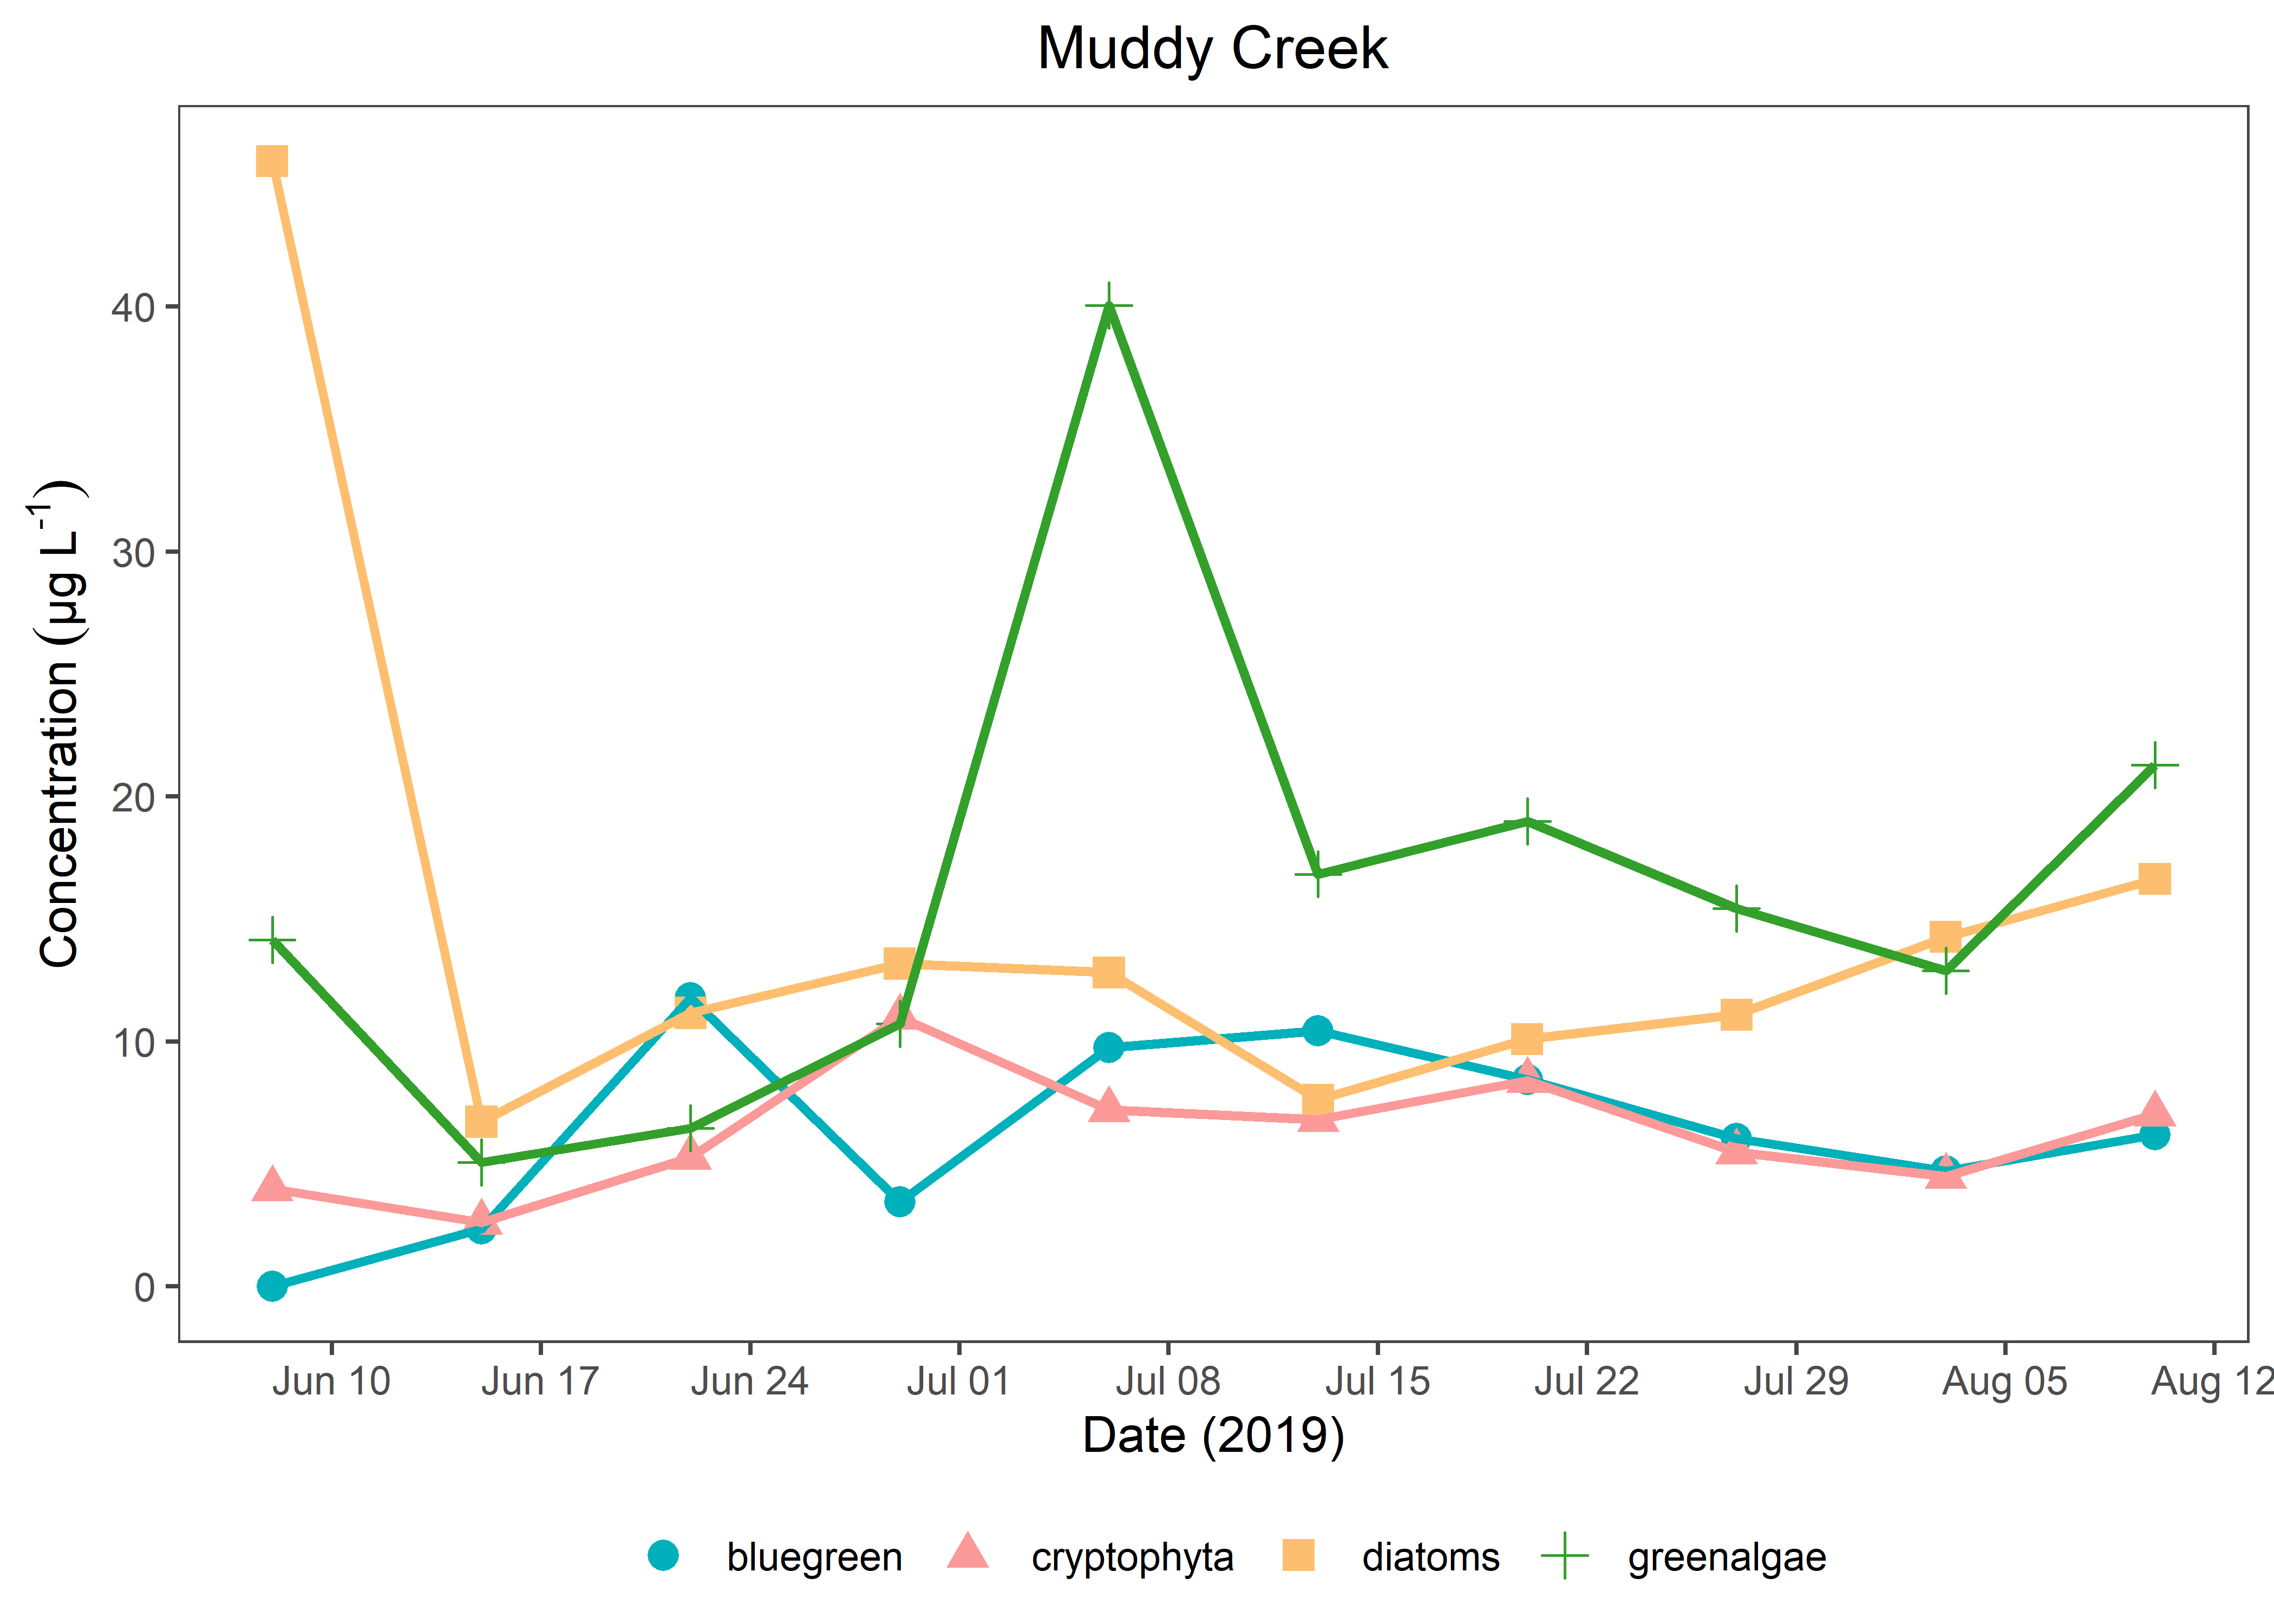 Muddy Creek
Concentration (µg L⁻¹)
40
30
20
10
0
Jun 10 Jun 17 Jun 24 Jul 01 Jul 08 Jul 15 Jul 22 Jul 29 Aug 05 Aug 12
Date (2019)
bluegreen cryptophyta diatoms greenalgae